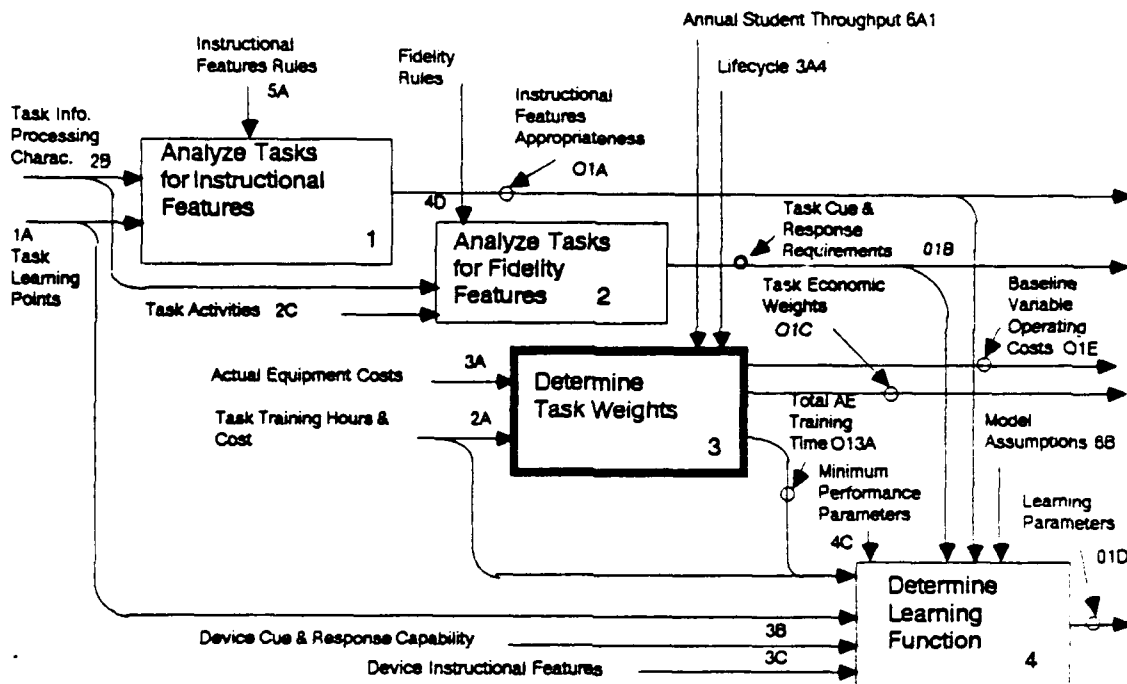 Annual Student Throughput 6A1
Instructional
Features Rules
5A
Fidelity
Rules
Lifecycle 3A4
Instructional
Features
Appropriateness
O1A
Task Info.
Processing
Charac. 2B
Analyze Tasks
for Instructional
Features
1
4D
1A
Task
Learning
Points
Analyze Tasks
for Fidelity
Features
2
Task Cue &
Response
Requirements
01B
Task Activities 2C
Task Economic
Weights
O1C
Baseline
Variable
Operating
Costs O1E
Actual Equipment Costs
3A
Determine
Task Weights
3
Task Training Hours &
Cost
2A
Total AE
Training
Time O13A
Model
Assumptions 6B
Minimum
Performance
Parameters
4C
Learning
Parameters
01D
Determine
Learning
Function
4
Device Cue & Response Capability
3B
Device Instructional Features
3C